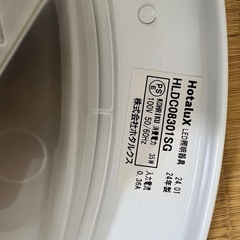 HotaluX LED照明器具 24.01
HLDC08301SG 24年製
PS
E
KOHRIKU 消費電力 35W 入力電流
100V 50/60Hz 0.36A
株式会社ホタルクス